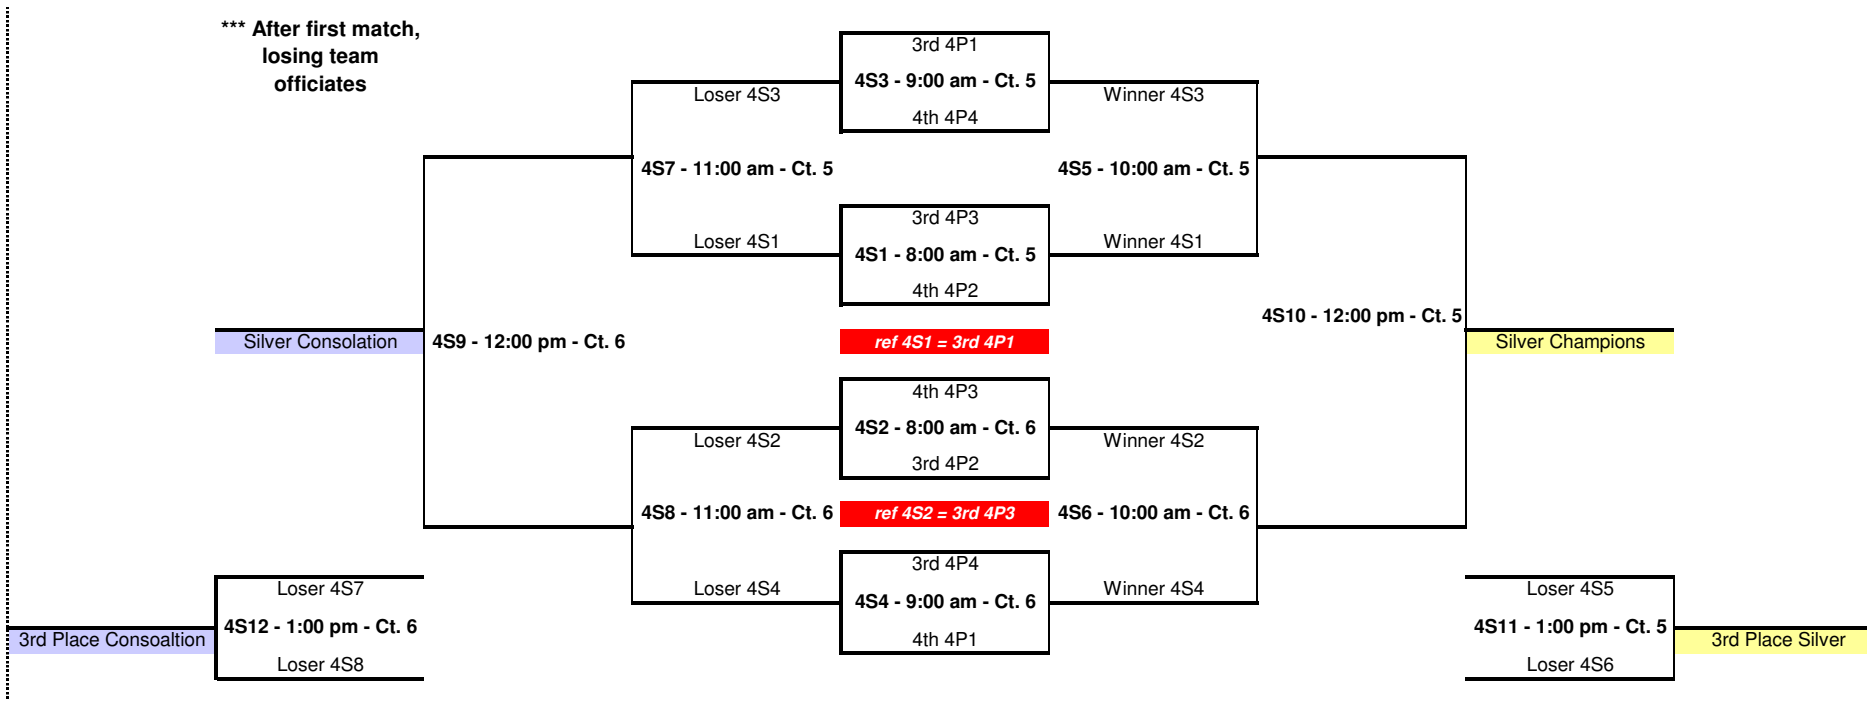 *** After first match,
losing team
officiates
3rd 4P1
4S3 - 9:00 am - Ct. 5
4th 4P4
Loser 4S3
Winner 4S3
4S7 - 11:00 am - Ct. 5
4S5 - 10:00 am - Ct. 5
3rd 4P3
4S1 - 8:00 am - Ct. 5
4th 4P2
Loser 4S1
Winner 4S1
4S10 - 12:00 pm - Ct. 5
Silver Consolation
4S9 - 12:00 pm - Ct. 6
ref 4S1 = 3rd 4P1
Silver Champions
4th 4P3
4S2 - 8:00 am - Ct. 6
3rd 4P2
Loser 4S2
Winner 4S2
4S8 - 11:00 am - Ct. 6
ref 4S2 = 3rd 4P3
4S6 - 10:00 am - Ct. 6
3rd 4P4
4S4 - 9:00 am - Ct. 6
4th 4P1
Loser 4S4
Winner 4S4
Loser 4S7
4S12 - 1:00 pm - Ct. 6
Loser 4S8
3rd Place Consoaltion
Loser 4S5
4S11 - 1:00 pm - Ct. 5
Loser 4S6
3rd Place Silver